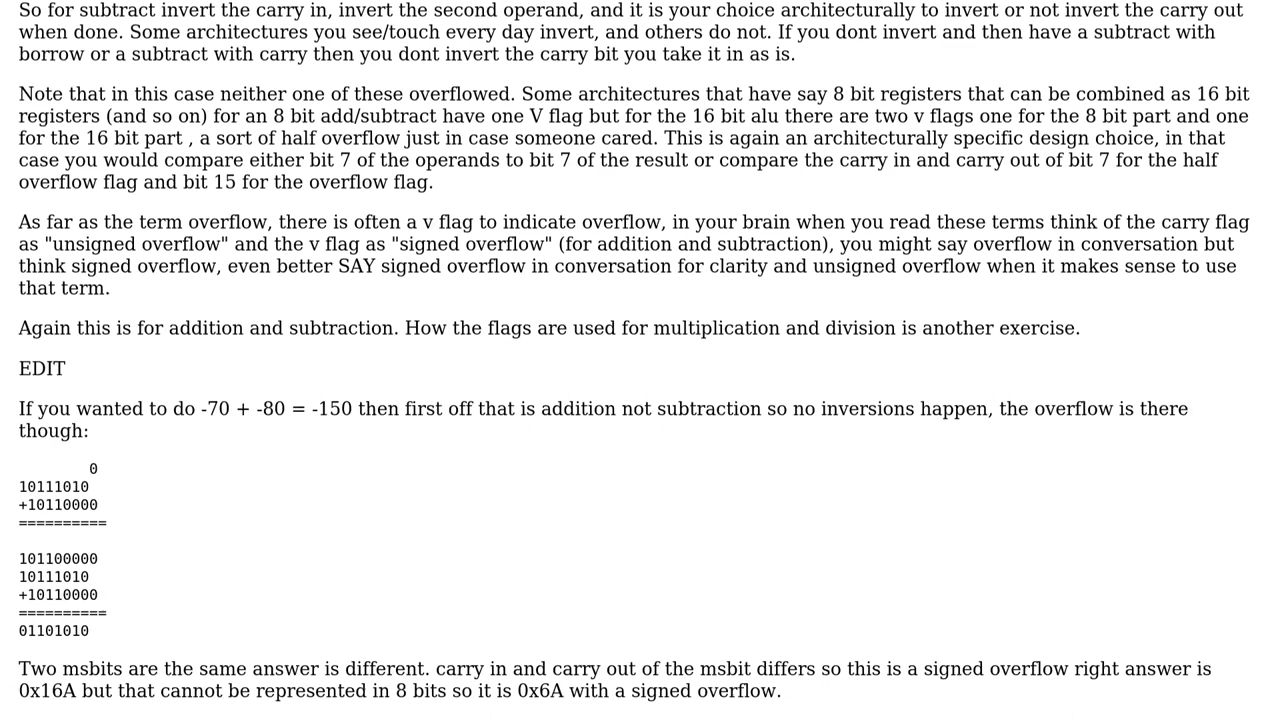 So for subtract invert the carry in, invert the second operand, and it is your choice architecturally to invert or not invert the carry out
when done. Some architectures you see/touch every day invert, and others do not. If you dont invert and then have a subtract with
borrow or a subtract with carry then you dont invert the carry bit you take it in as is.
Note that in this case neither one of these overflowed. Some architectures that have say 8 bit registers that can be combined as 16 bit
registers (and so on) for an 8 bit add/subtract have one V flag but for the 16 bit alu there are two v flags one for the 8 bit part and one
for the 16 bit part , a sort of half overflow just in case someone cared. This is again an architecturally specific design choice, in that
case you would compare either bit 7 of the operands to bit 7 of the result or compare the carry in and carry out of bit 7 for the half
overflow flag and bit 15 for the overflow flag.
As far as the term overflow, there is often a v flag to indicate overflow, in your brain when you read these terms think of the carry flag
as "unsigned overflow" and the v flag as "signed overflow" (for addition and subtraction), you might say overflow in conversation but
think signed overflow, even better SAY signed overflow in conversation for clarity and unsigned overflow when it makes sense to use
that term.
Again this is for addition and subtraction. How the flags are used for multiplication and division is another exercise.
EDIT
If you wanted to do -70 + -80 = -150 then first off that is addition not subtraction so no inversions happen, the overflow is there
though:
0
10111010
+10110000
==========
101100000
10111010
+10110000
==========
01101010
Two msbits are the same answer is different. carry in and carry out of the msbit differs so this is a signed overflow right answer is
0x16A but that cannot be represented in 8 bits so it is 0x6A with a signed overflow.